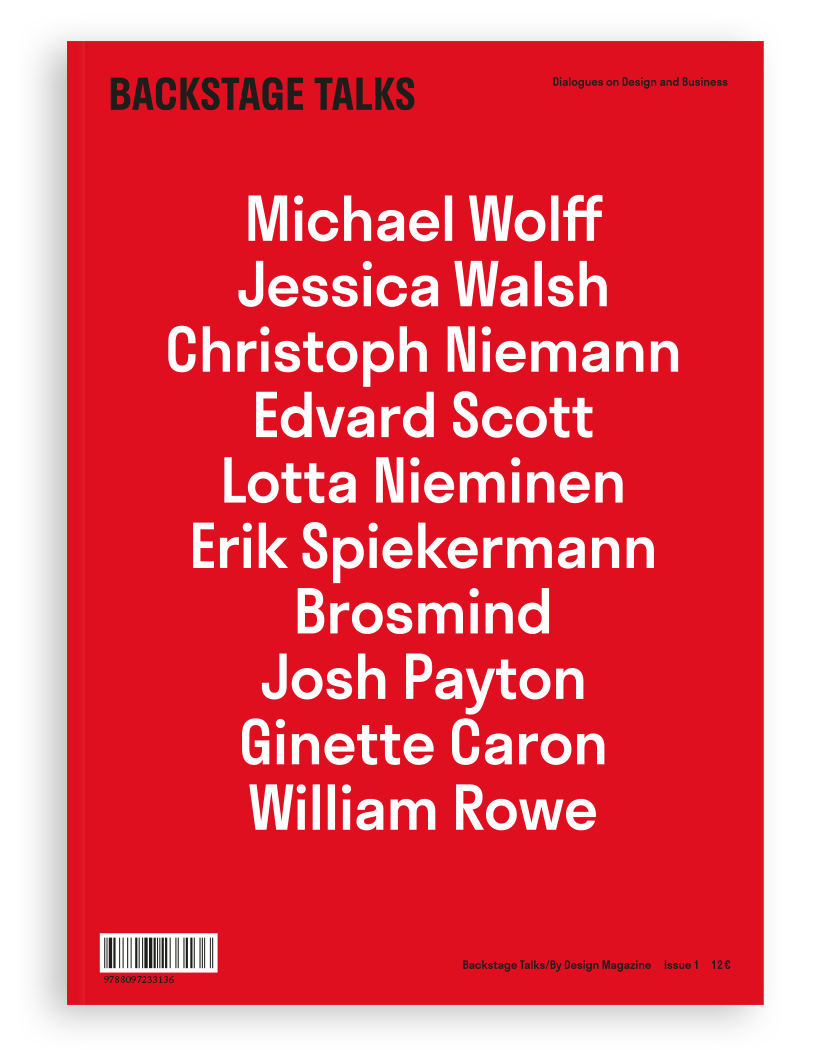 BACKSTAGE TALKS
Dialogues on Design and Business
Michael Wolff
Jessica Walsh
Christoph Niemann
Edvard Scott
Lotta Nieminen
Erik Spiekermann
Brosmind
Josh Payton
Ginette Caron
William Rowe
9788097233136
Backstage Talks/By Design Magazine Issue 1 12 €